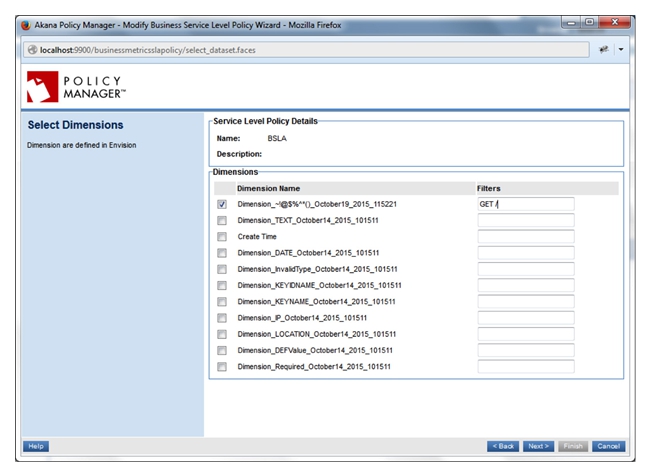 Akana Policy Manager - Modify Business Service Level Policy Wizard - Mozilla Firefox
localhost:9900/businessmetricsslapolicy/select_dataset.faces
POLICY
MANAGER™
Select Dimensions
Dimension are defined in Envision
Service Level Policy Details
Name: BSLA
Description:
Dimensions
Dimension Name Filters
Dimension_~!@$%^*()_October19_2015_115221 GET /
Dimension_TEXT_October14_2015_101511
Create Time
Dimension_DATE_October14_2015_101511
Dimension_InvalidType_October14_2015_101511
Dimension_KEYIDNAME_October14_2015_101511
Dimension_KEYNAME_October14_2015_101511
Dimension_IP_October14_2015_101511
Dimension_LOCATION_October14_2015_101511
Dimension_DEFValue_October14_2015_101511
Dimension_Required_October14_2015_101511
Help < Back Next > Finish Cancel